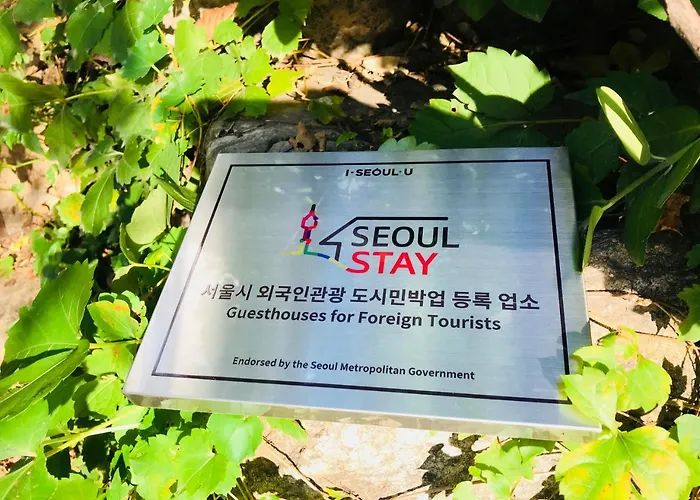 I·SEOUL·U
SEOUL
STAY
서울시 외국인관광 도시민박업 등록 업소
Guesthouses for Foreign Tourists
Endorsed by the Seoul Metropolitan Government